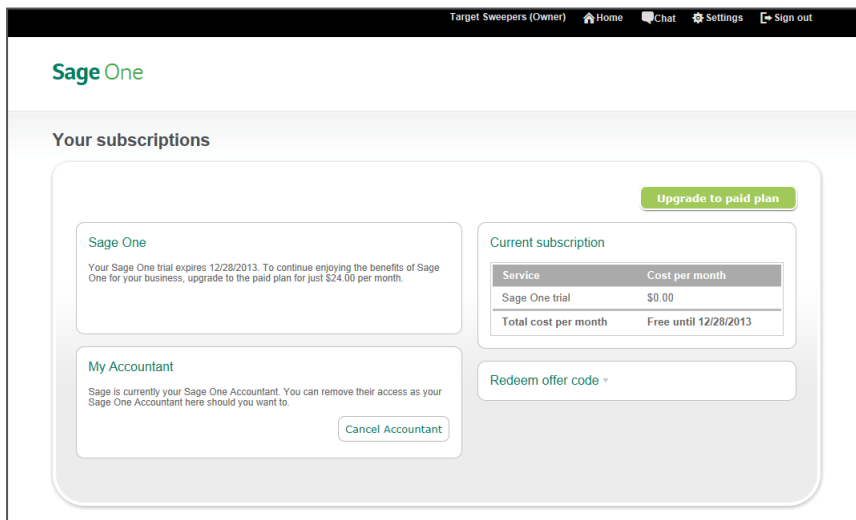 Target Sweepers (Owner) Home Chat Settings Sign out
Sage One
Your subscriptions
Upgrade to paid plan
Sage One
Your Sage One trial expires 12/28/2013. To continue enjoying the benefits of Sage
One for your business, upgrade to the paid plan for just $24.00 per month.
Current subscription
Service Cost per month
Sage One trial $0.00
Total cost per month Free until 12/28/2013
My Accountant
Sage is currently your Sage One Accountant. You can remove their access as your
Sage One Accountant here should you want to.
Cancel Accountant
Redeem offer code